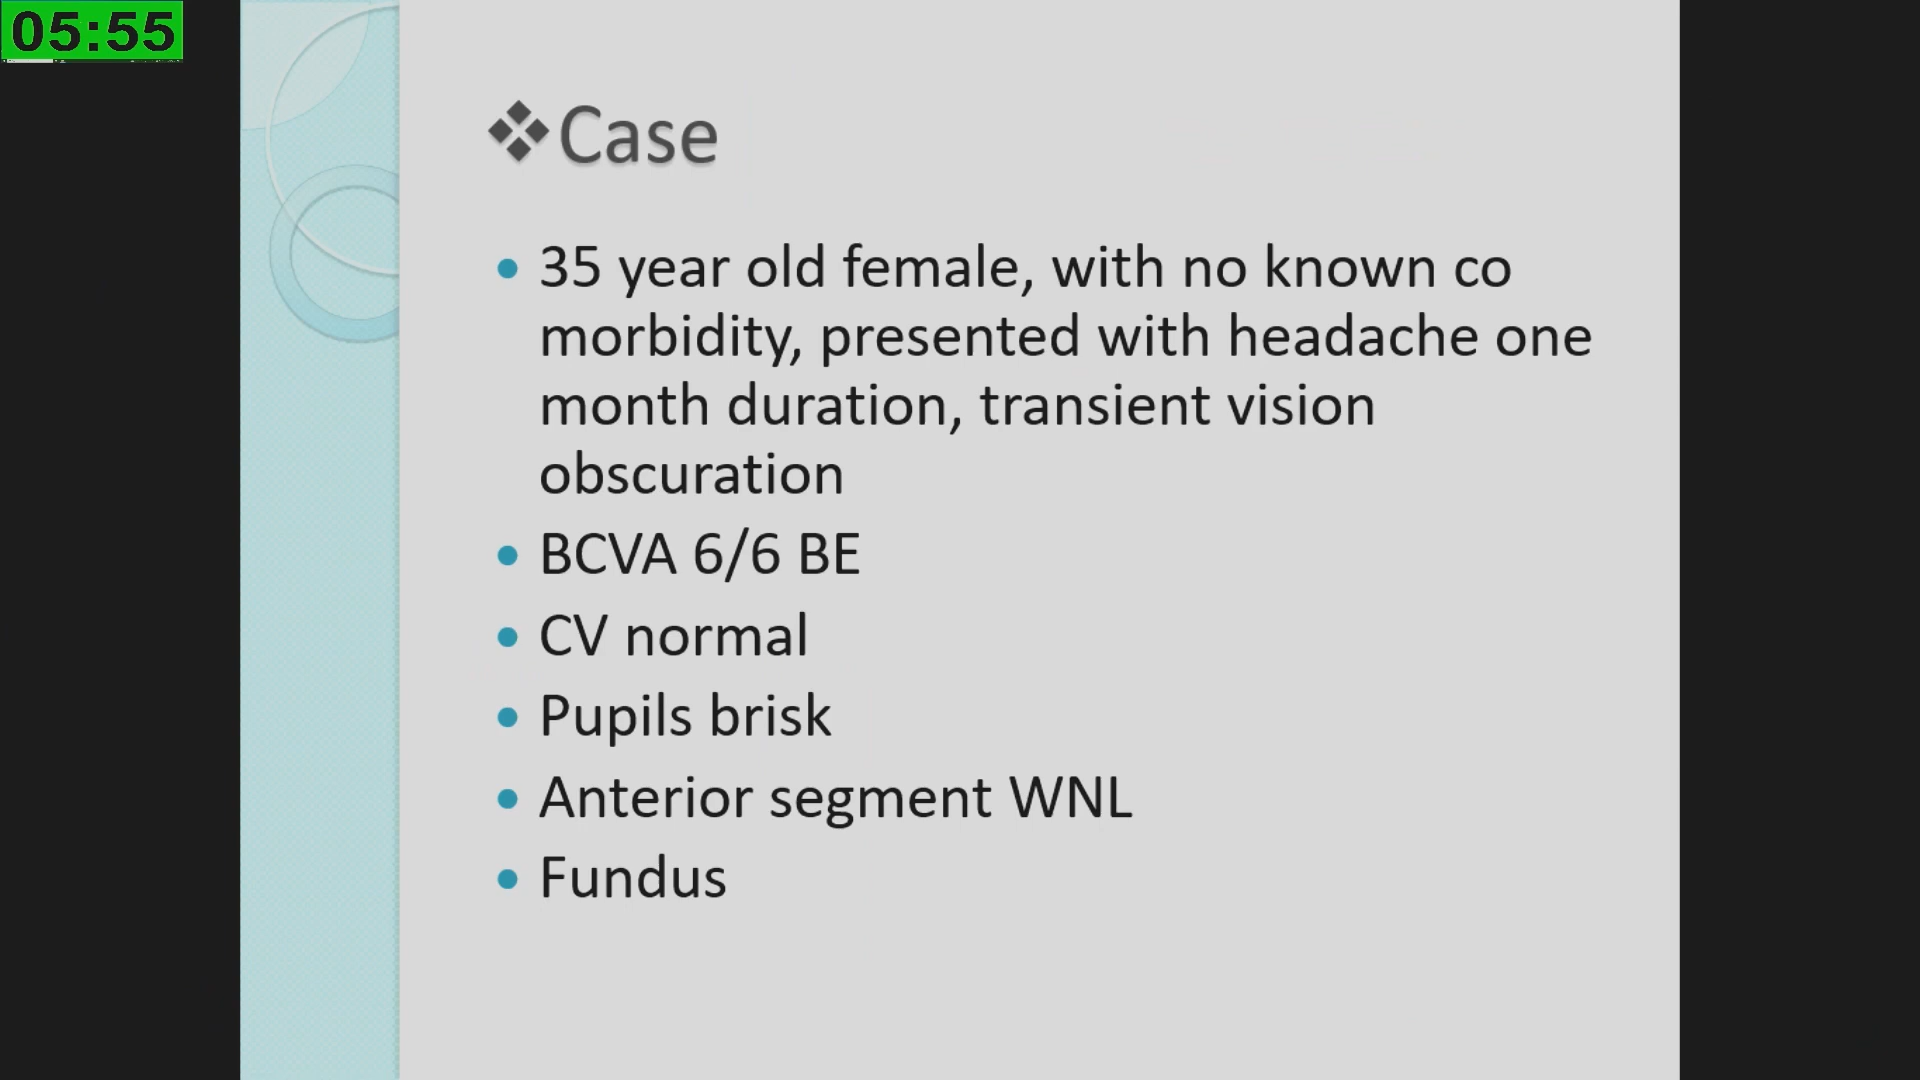 05:55
❖Case
• 35 year old female, with no known co
morbidity, presented with headache one
month duration, transient vision
obscuration
• BCVA 6/6 BE
• CV normal
• Pupils brisk
• Anterior segment WNL
• Fundus